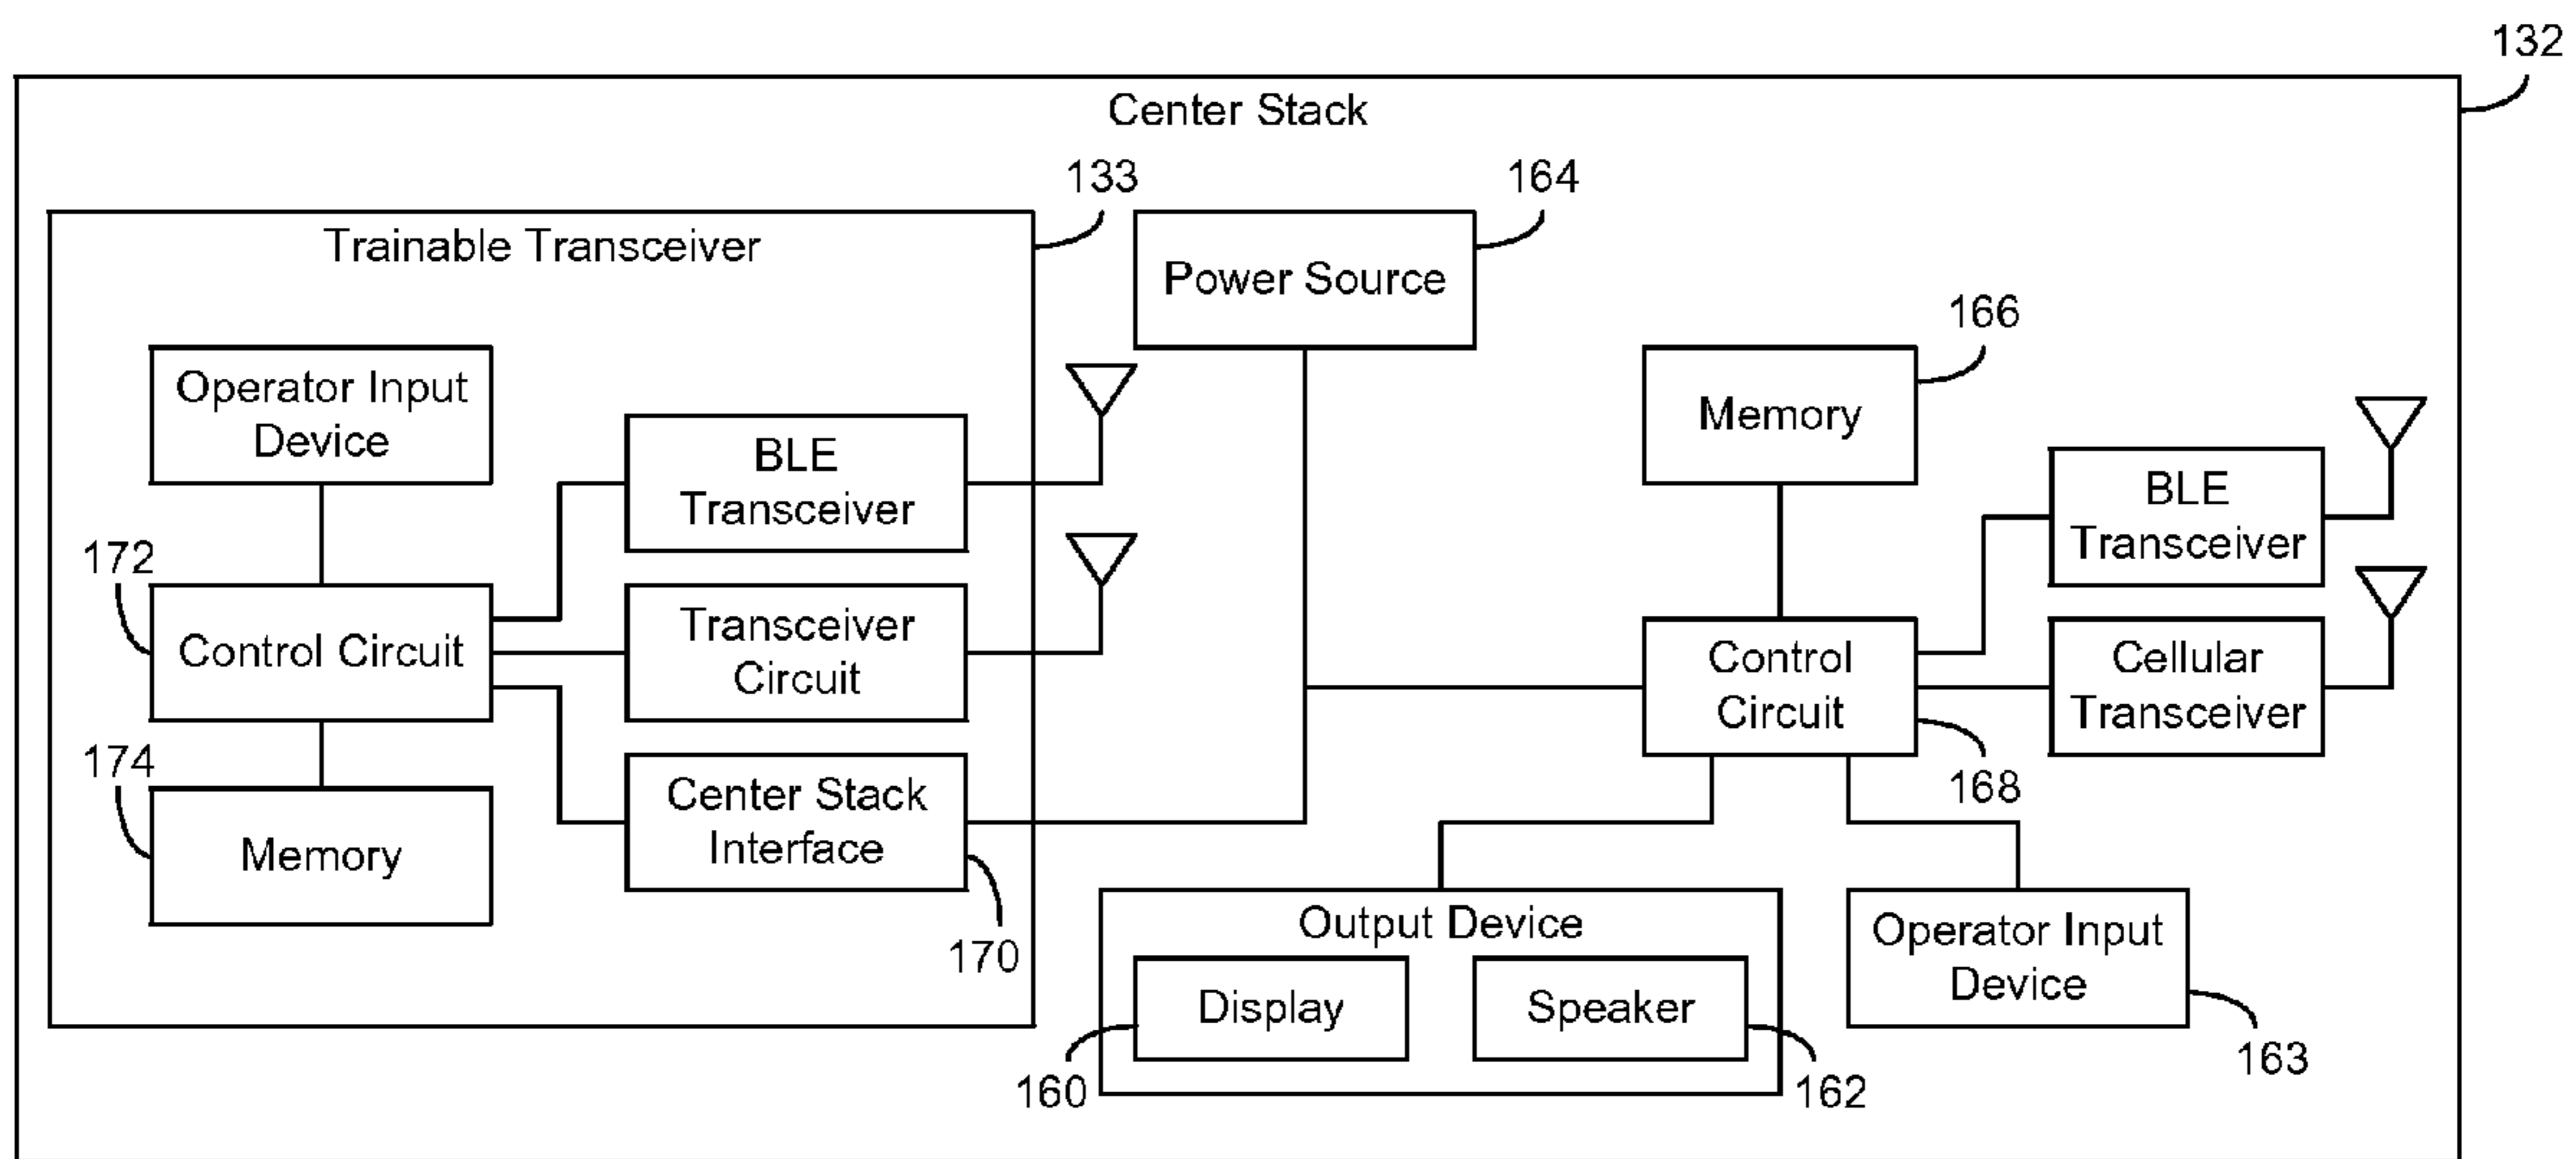 132
Center Stack
133
164
Trainable Transceiver
Power Source
166
Operator Input
Device
Memory
BLE
Transceiver
BLE
Transceiver
172
Control Circuit
Transceiver
Circuit
Control
Circuit
Cellular
Transceiver
174
Memory
Center Stack
Interface
168
170
Output Device
Display
Speaker
Operator Input
Device
160
162
163